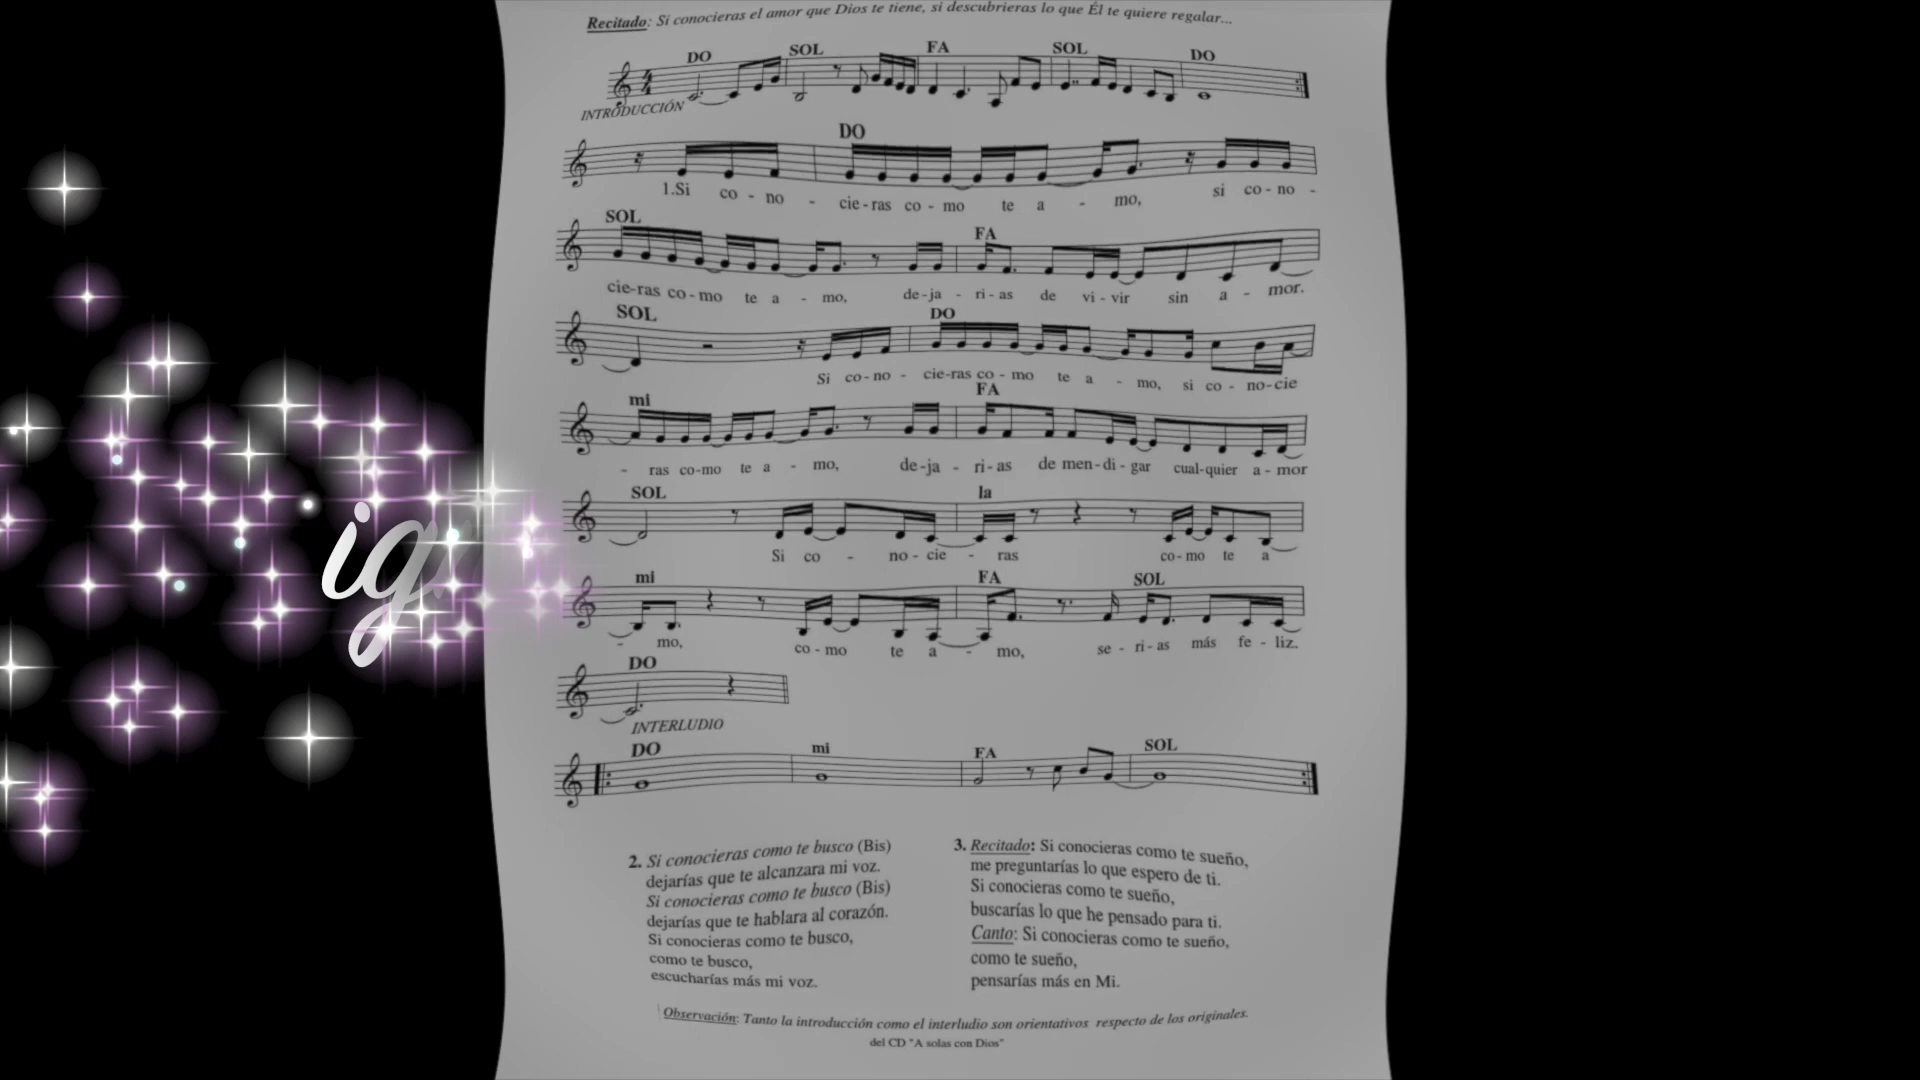 Recitado: Si conocieras el amor que Dios te tiene, si descubrieras lo que Él te quiere regalar...
DO SOL FA SOL DO
INTRODUCCIÓN
DO
1.Si co - no - cie - ras co - mo te a - mo, si co - no -
SOL FA
cie-ras co - mo te a - mo, de - ja - ri - as de vi - vir sin a - mor.
SOL DO
Si co - no - cie-ras co - mo te a - mo, si co - no-cie
mi FA
- ras co-mo te a - mo, de - ja - ri - as de men - di - gar cual-quier a - mor
SOL la
Si co - no - cie - ras co - mo te a
mi FA SOL
- mo, co - mo te a - mo, se - ri - as más fe - liz.
DO
INTERLUDIO
DO mi FA SOL
2. Si conocieras como te busco (Bis)
dejarías que te alcanzara mi voz.
Si conocieras como te busco (Bis)
dejarías que te hablara al corazón.
Si conocieras como te busco,
como te busco,
escucharías más mi voz.
3. Recitado: Si conocieras como te sueño,
me preguntarías lo que espero de ti.
Si conocieras como te sueño,
buscarías lo que he pensado para ti.
Canto: Si conocieras como te sueño,
como te sueño,
pensarías más en Mi.
Observación: Tanto la introducción como el interludio son orientativos respecto de los originales.
del CD "A solas con Dios"
ig